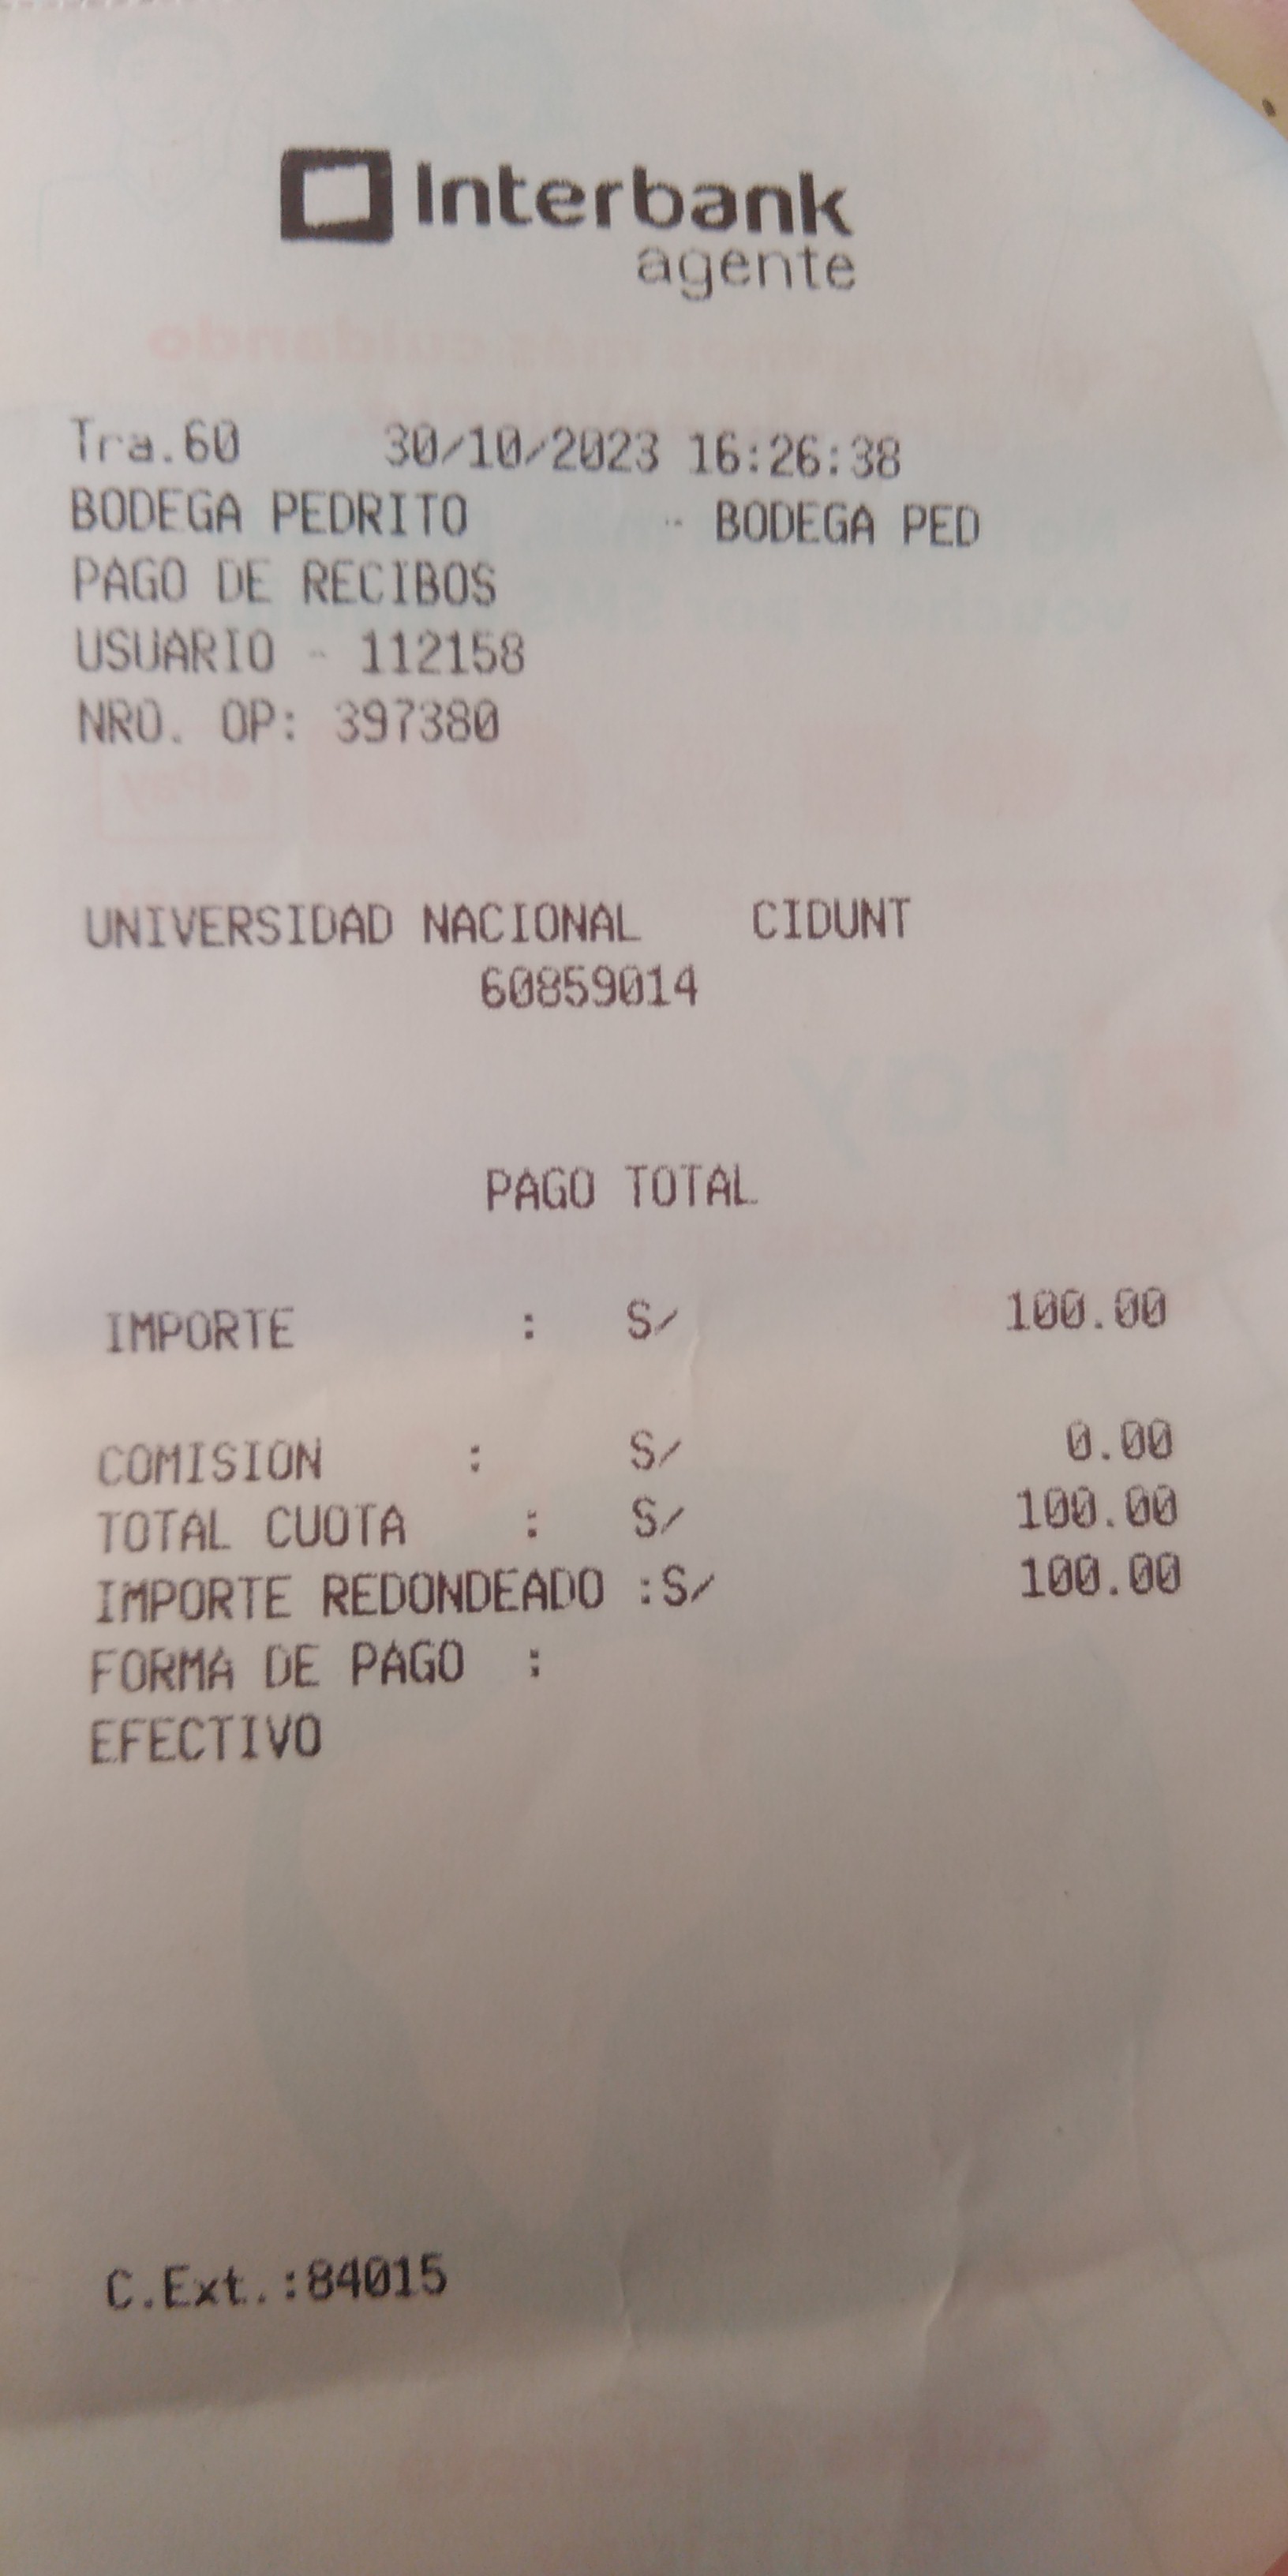 Interbank
agente
Tra.60 30/10/2023 16:26:38
BODEGA PEDRITO - BODEGA PED
PAGO DE RECIBOS
USUARIO - 112158
NRO. OP: 397380
UNIVERSIDAD NACIONAL CIDUNT
60859014
PAGO TOTAL
IMPORTE : S/ 100.00
COMISION : S/ 0.00
TOTAL CUOTA : S/ 100.00
IMPORTE REDONDEADO :S/ 100.00
FORMA DE PAGO :
EFECTIVO
C.Ext.:84015